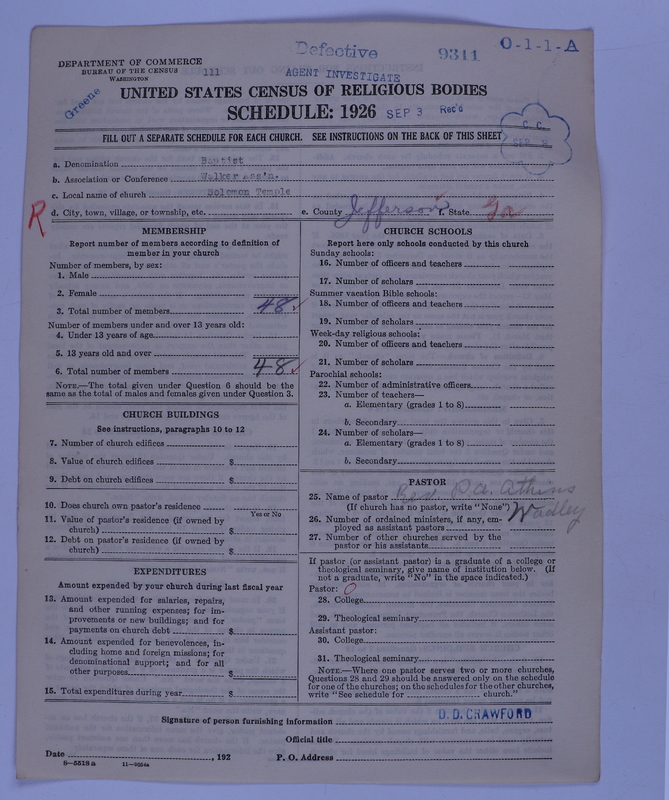 Defective
9311
O-1-1-A
DEPARTMENT OF COMMERCE
BUREAU OF THE CENSUS
WASHINGTON
111
AGENT INVESTIGATE
Greene
UNITED STATES CENSUS OF RELIGIOUS BODIES
SCHEDULE: 1926
SEP 3 Rec'd
C. C.
FILL OUT A SEPARATE SCHEDULE FOR EACH CHURCH. SEE INSTRUCTIONS ON THE BACK OF THIS SHEET
a. Denomination Baptist
b. Association or Conference Walker Ass'n.
c. Local name of church Solomon Temple
R
d. City, town, village, or township, etc. e. County Jefferson f. State Ga
MEMBERSHIP
Report number of members according to definition of
member in your church
Number of members, by sex:
1. Male
2. Female
3. Total number of members 48 ✓
Number of members under and over 13 years old:
4. Under 13 years of age
5. 13 years old and over
6. Total number of members 48 ✓
NOTE.—The total given under Question 6 should be the
same as the total of males and females given under Question 3.
CHURCH BUILDINGS
See instructions, paragraphs 10 to 12
7. Number of church edifices
8. Value of church edifices $
9. Debt on church edifices $
10. Does church own pastor's residence
Yes or No
11. Value of pastor's residence (if owned by
church) $
12. Debt on pastor's residence (if owned by
church) $
EXPENDITURES
Amount expended by your church during last fiscal year
13. Amount expended for salaries, repairs,
and other running expenses; for im-
provements or new buildings; and for
payments on church debt $
14. Amount expended for benevolences, in-
cluding home and foreign missions; for
denominational support; and for all
other purposes $
15. Total expenditures during year $
CHURCH SCHOOLS
Report here only schools conducted by this church
Sunday schools:
16. Number of officers and teachers
17. Number of scholars
Summer vacation Bible schools:
18. Number of officers and teachers
19. Number of scholars
Week-day religious schools:
20. Number of officers and teachers
21. Number of scholars
Parochial schools:
22. Number of administrative officers
23. Number of teachers—
a. Elementary (grades 1 to 8)
b. Secondary
24. Number of scholars—
a. Elementary (grades 1 to 8)
b. Secondary
PASTOR
25. Name of pastor Rev. P. A. Athins
(If church has no pastor, write "None") Wadley
26. Number of ordained ministers, if any, em-
ployed as assistant pastors
27. Number of other churches served by the
pastor or his assistants
If pastor (or assistant pastor) is a graduate of a college or
theological seminary, give name of institution below. (If
not a graduate, write "No" in the space indicated.)
Pastor: O
28. College
29. Theological seminary
Assistant pastor:
30. College
31. Theological seminary
NOTE.—Where one pastor serves two or more churches,
Questions 28 and 29 should be answered only on the schedule
for one of the churches; on the schedules for the other churches,
write "See schedule for church."
Signature of person furnishing information D. D. CRAWFORD
Official title
Date , 192 P. O. Address
8—5518 a